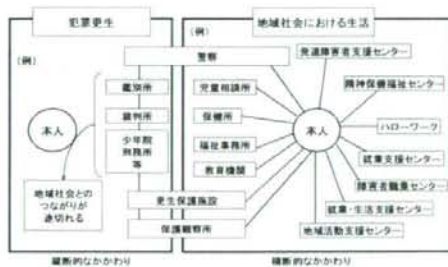 犯罪更生
(例)
鑑別所
裁判所
本人
少年院
刑務所
等
地域社会との
つながりが
途切れる
縦断的なかかわり
警察
更生保護施設
保護観察所
地域社会における生活
(例)
児童相談所
保健所
福祉事務所
教育機関
本人
発達障害者支援センター
精神保健福祉センター
ハローワーク
就業支援センター
障害者職業センター
就業・生活支援センター
地域活動支援センター
横断的なかかわり